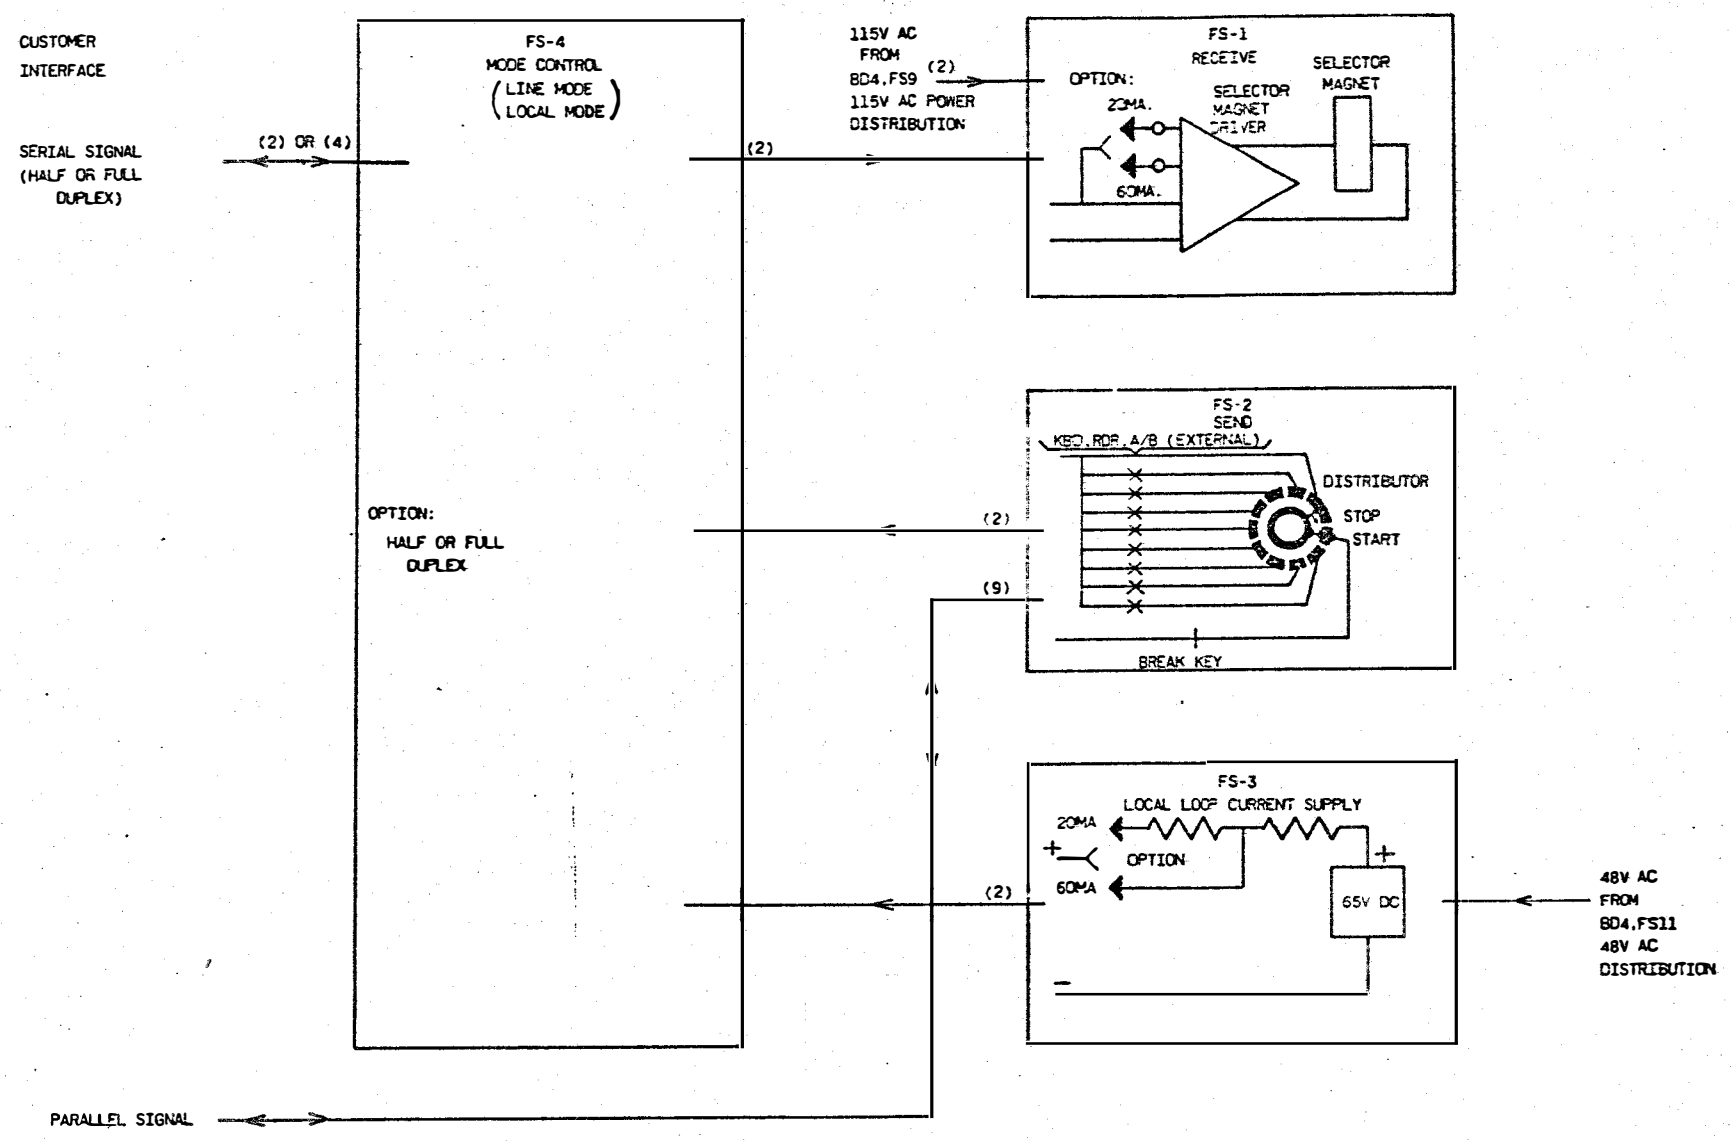 CUSTOMER
INTERFACE
SERIAL SIGNAL
(HALF OR FULL
DUPLEX)
(2) OR (4)
FS-4
MODE CONTROL
(LINE MODE
LOCAL MODE)
OPTION:
HALF OR FULL
DUPLEX
(2)
115V AC
FROM
BD4,FS9 (2)
115V AC POWER
DISTRIBUTION
FS-1
RECEIVE
OPTION:
20MA.
60MA.
SELECTOR
MAGNET
DRIVER
SELECTOR
MAGNET
FS-2
SEND
KBD,RDR,A/B (EXTERNAL)
DISTRIBUTOR
STOP
START
BREAK KEY
(2)
(9)
FS-3
LOCAL LOOP CURRENT SUPPLY
20MA
+
OPTION
60MA
+
65V DC
-
(2)
48V AC
FROM
BD4,FS11
48V AC
DISTRIBUTION
PARALLEL SIGNAL